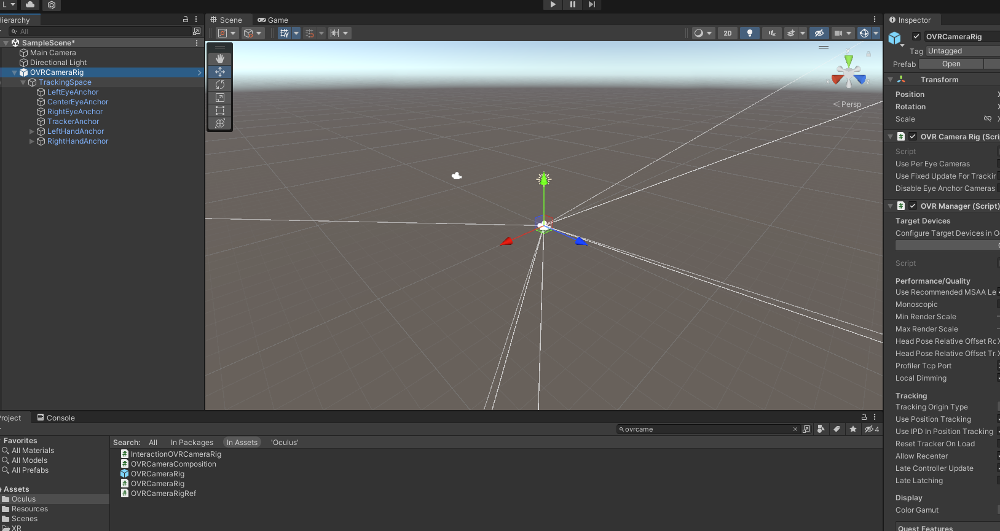 L
Hierarchy
All
SampleScene*
Main Camera
Directional Light
OVRCameraRig
TrackingSpace
LeftEyeAnchor
CenterEyeAnchor
RightEyeAnchor
TrackerAnchor
LeftHandAnchor
RightHandAnchor
Scene
Game
2D
y
x
z
Persp
Inspector
OVRCameraRig
Tag Untagged
Prefab Open
Transform
Position X
Rotation X
Scale X
OVR Camera Rig (Scri
Script
Use Per Eye Cameras
Use Fixed Update For Trackir
Disable Eye Anchor Cameras
OVR Manager (Script)
Target Devices
Configure Target Devices in O
Script
Performance/Quality
Use Recommended MSAA Le
Monoscopic
Min Render Scale
Max Render Scale
Head Pose Relative Offset Ro X
Head Pose Relative Offset Tr X
Profiler Tcp Port
Local Dimming
Tracking
Tracking Origin Type
Use Position Tracking
Use IPD In Position Tracking
Reset Tracker On Load
Allow Recenter
Late Controller Update
Late Latching
Display
Color Gamut
Quest Features
Project
Console
ovrcame
4
Favorites
All Materials
All Models
All Prefabs
Assets
Oculus
Resources
Scenes
XR
Search: All In Packages In Assets 'Oculus'
InteractionOVRCameraRig
OVRCameraComposition
OVRCameraRig
OVRCameraRig
OVRCameraRigRef